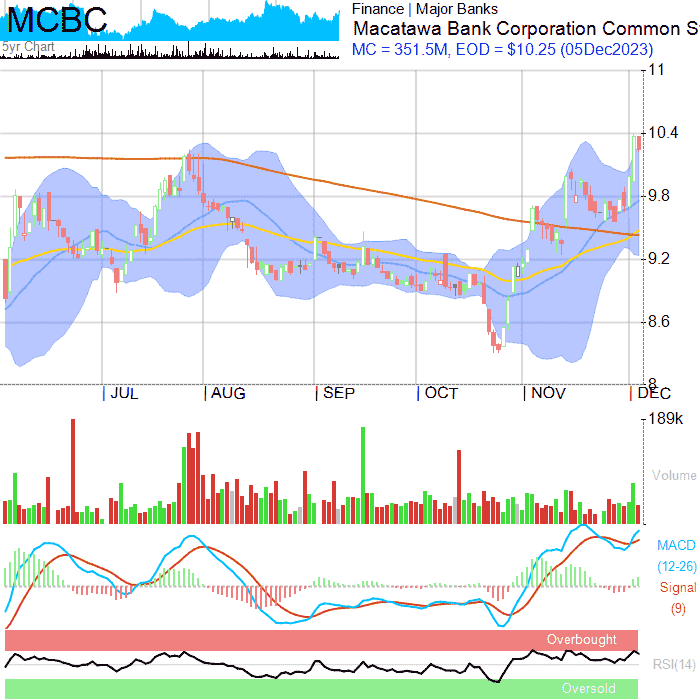 MCBC
5yr Chart
Finance | Major Banks
Macatawa Bank Corporation Common S
MC = 351.5M, EOD = $10.25 (05Dec2023)
11
10.4
9.8
9.2
8.6
8
JUL AUG SEP OCT NOV DEC
189k
Volume
MACD
(12-26)
Signal
(9)
Overbought
RSI(14)
Oversold